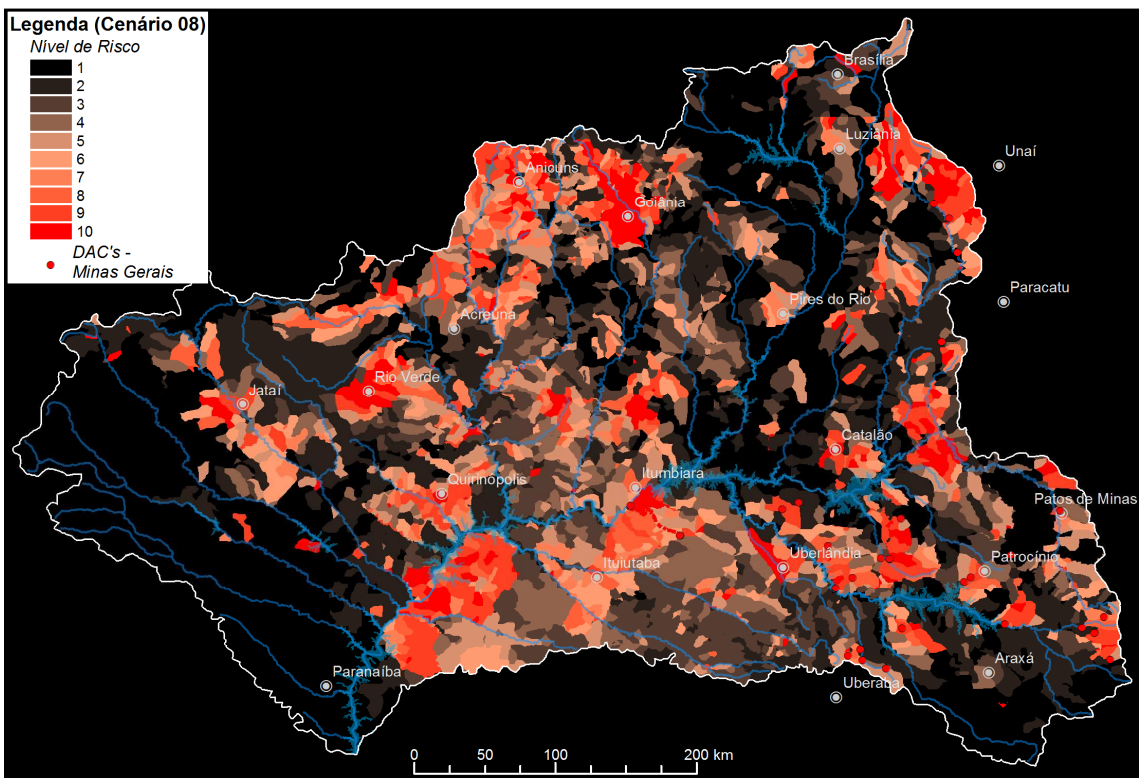 Legenda (Cenário 08)
Nível de Risco
1
2
3
4
5
6
7
8
9
10
DAC's -
Minas Gerais
Brasília
Luziânia
Unaí
Anicuns
Goiânia
Paracatu
Pires do Rio
Acreúna
Rio Verde
Jataí
Catalão
Itumbiara
Quirinópolis
Patos de Minas
Uberlândia
Patrocínio
Ituiutaba
Araxá
Paranaíba
Uberaba
0 50 100 200 km